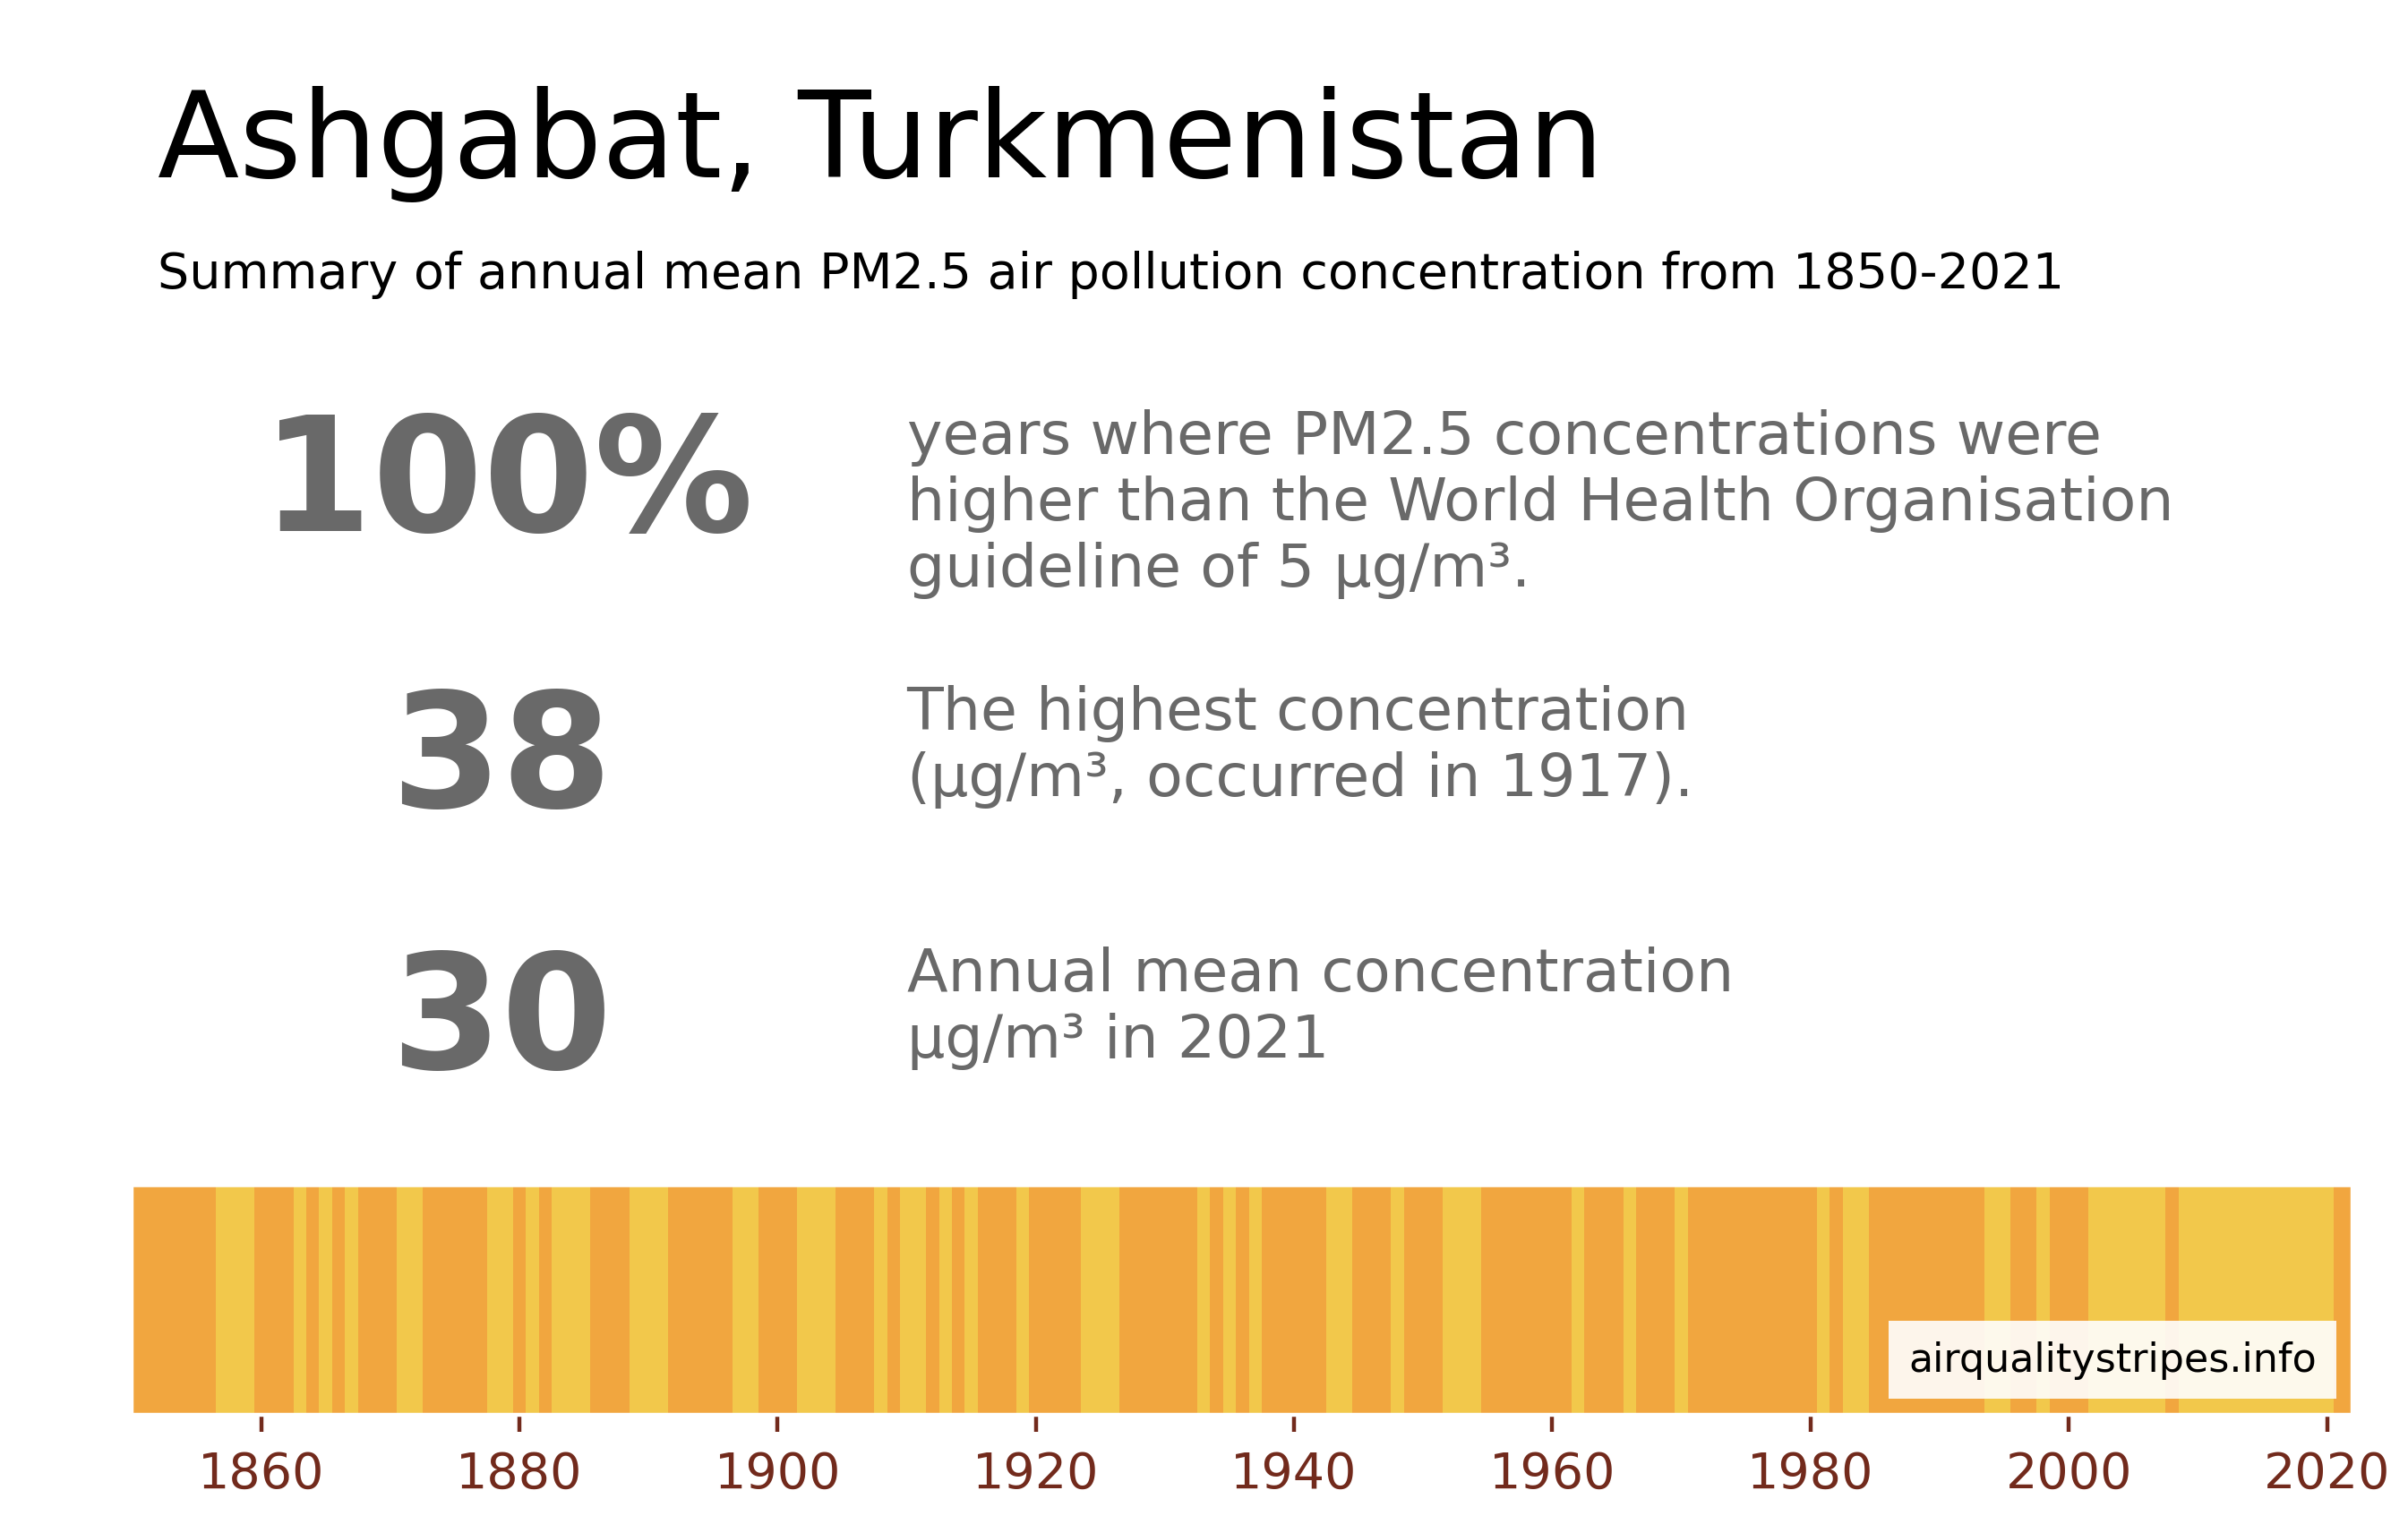 Ashgabat, Turkmenistan
Summary of annual mean PM2.5 air pollution concentration from 1850-2021
100%
years where PM2.5 concentrations were
higher than the World Health Organisation
guideline of 5 µg/m³.
38
The highest concentration
(µg/m³, occurred in 1917).
30
Annual mean concentration
µg/m³ in 2021
airqualitystripes.info
1860 1880 1900 1920 1940 1960 1980 2000 2020